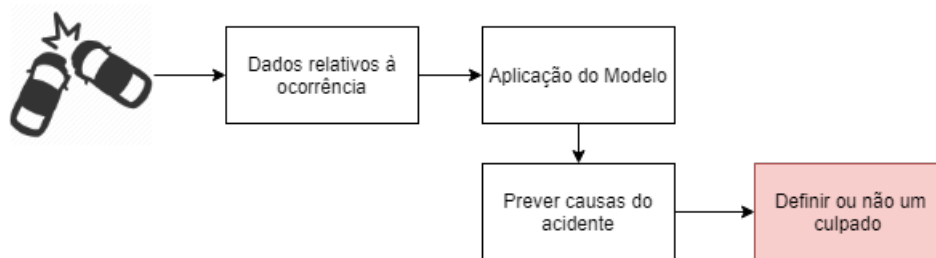 Dados relativos à
ocorrência
Aplicação do Modelo
Prever causas do
acidente
Definir ou não um
culpado